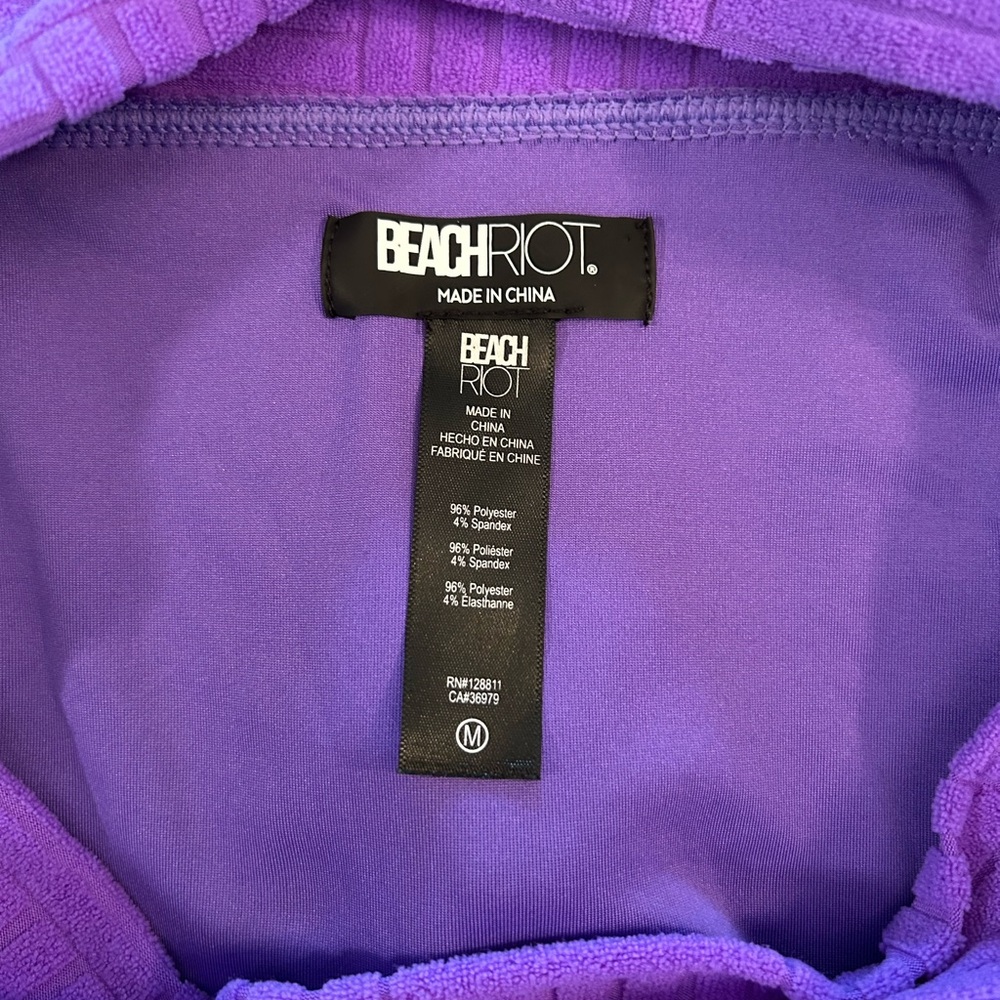 BEACHRIOT®
MADE IN CHINA
BEACH
RIOT
MADE IN
CHINA
HECHO EN CHINA
FABRIQUÉ EN CHINE
96% Polyester
4% Spandex
96% Poliéster
4% Spandex
96% Polyester
4% Élasthanne
RN#128811
CA#36979
M